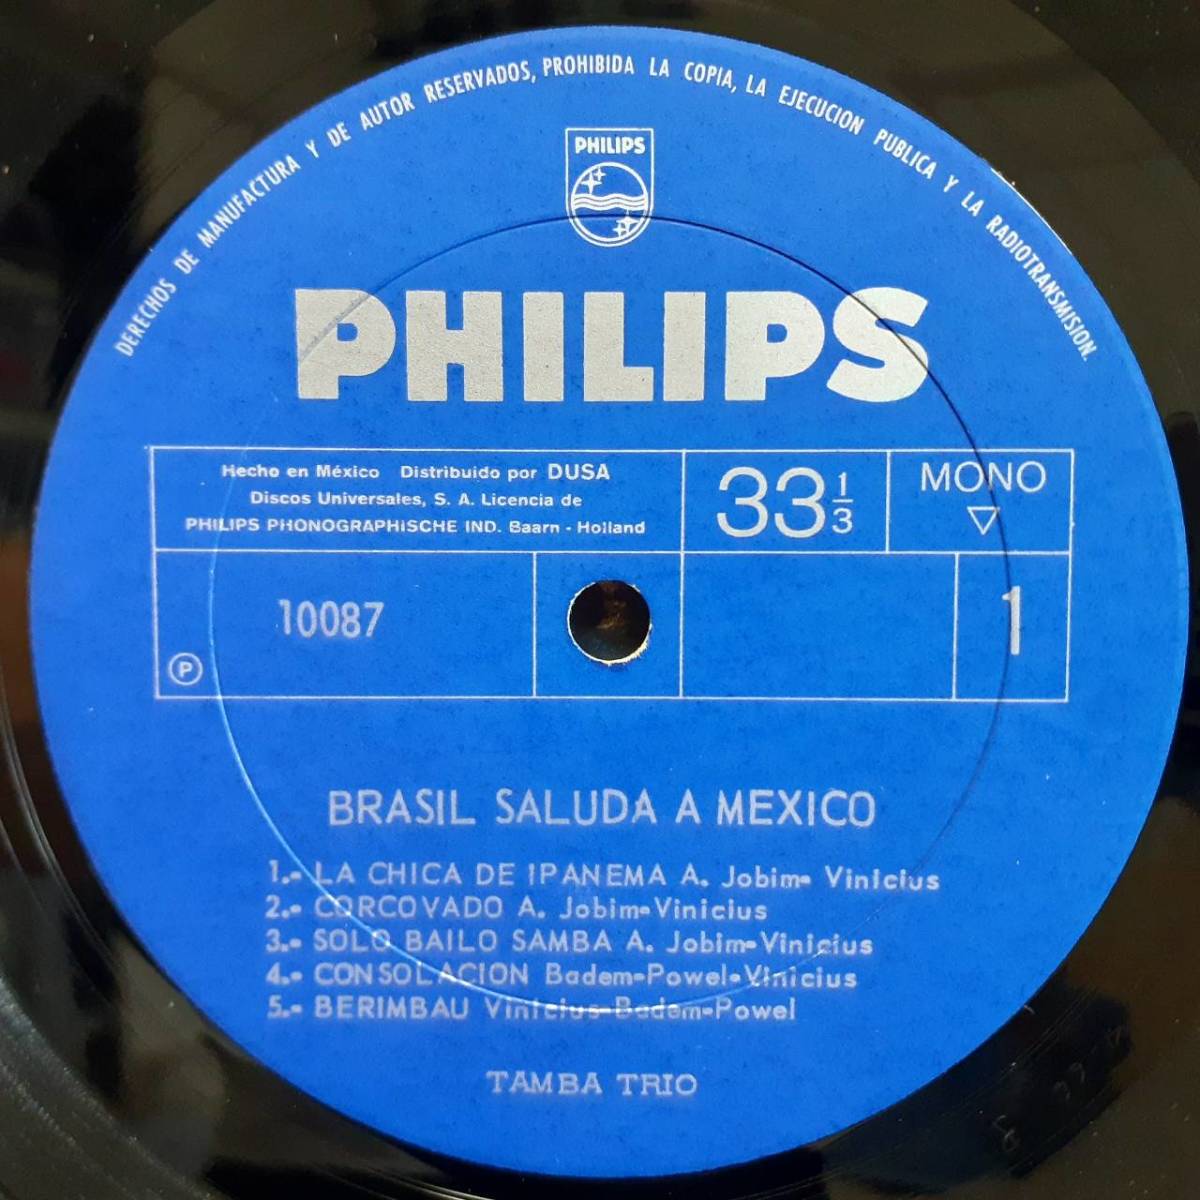 DERECHOS DE MANUFACTURA Y DE AUTOR RESERVADOS, PROHIBIDA LA COPIA, LA EJECUCION PUBLICA Y LA RADIOTRANSMISION.
PHILIPS
PHILIPS
Hecho en México Distribuido por DUSA
Discos Universales, S. A. Licencia de
PHILIPS PHONOGRAPHISCHE IND. Baarn - Holland
33 1/3
MONO
▽
10087
1
Ⓟ
BRASIL SALUDA A MEXICO
1.- LA CHICA DE IPANEMA A. Jobim- Vinicius
2.- CORCOVADO A. Jobim-Vinicius
3.- SOLO BAILO SAMBA A. Jobim-Vinicius
4.- CONSOLACION Badem-Powel-Vinicius
5.- BERIMBAU Vinicius-Badem-Powel
TAMBA TRIO